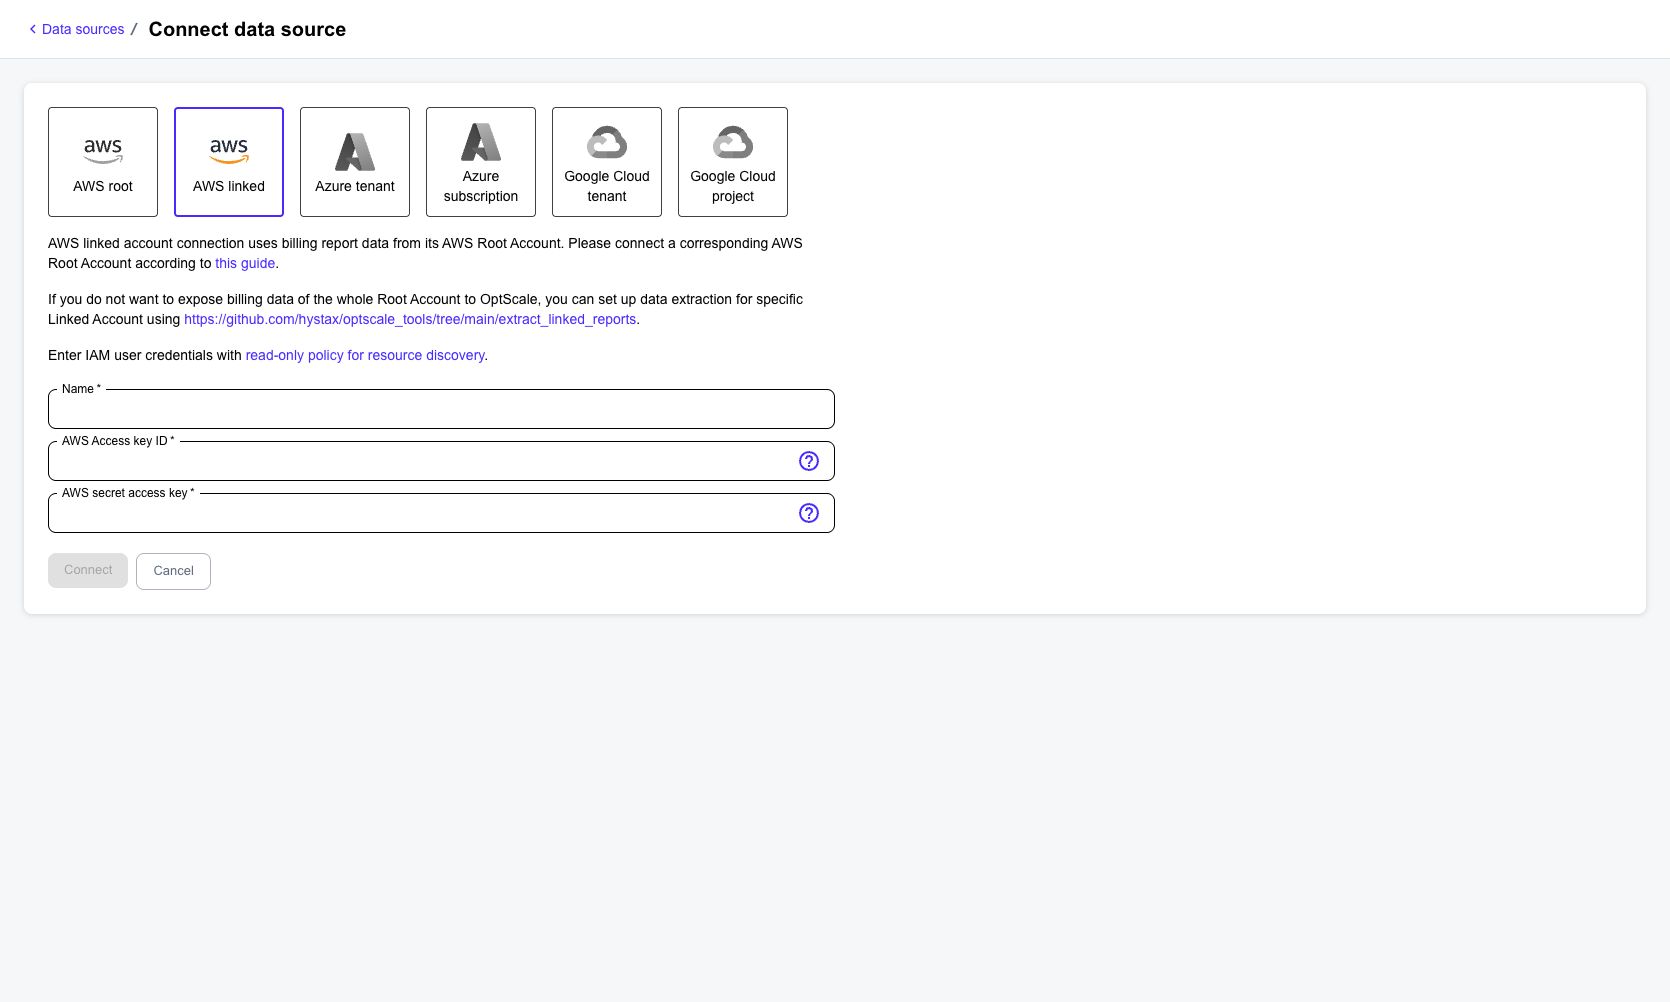 Data sources / Connect data source
aws
AWS root
aws
AWS linked
Azure tenant
Azure
subscription
Google Cloud
tenant
Google Cloud
project
AWS linked account connection uses billing report data from its AWS Root Account. Please connect a corresponding AWS
Root Account according to this guide.
If you do not want to expose billing data of the whole Root Account to OptScale, you can set up data extraction for specific
Linked Account using https://github.com/hystax/optscale_tools/tree/main/extract_linked_reports.
Enter IAM user credentials with read-only policy for resource discovery.
Name *
AWS Access key ID *
AWS secret access key *
Connect
Cancel